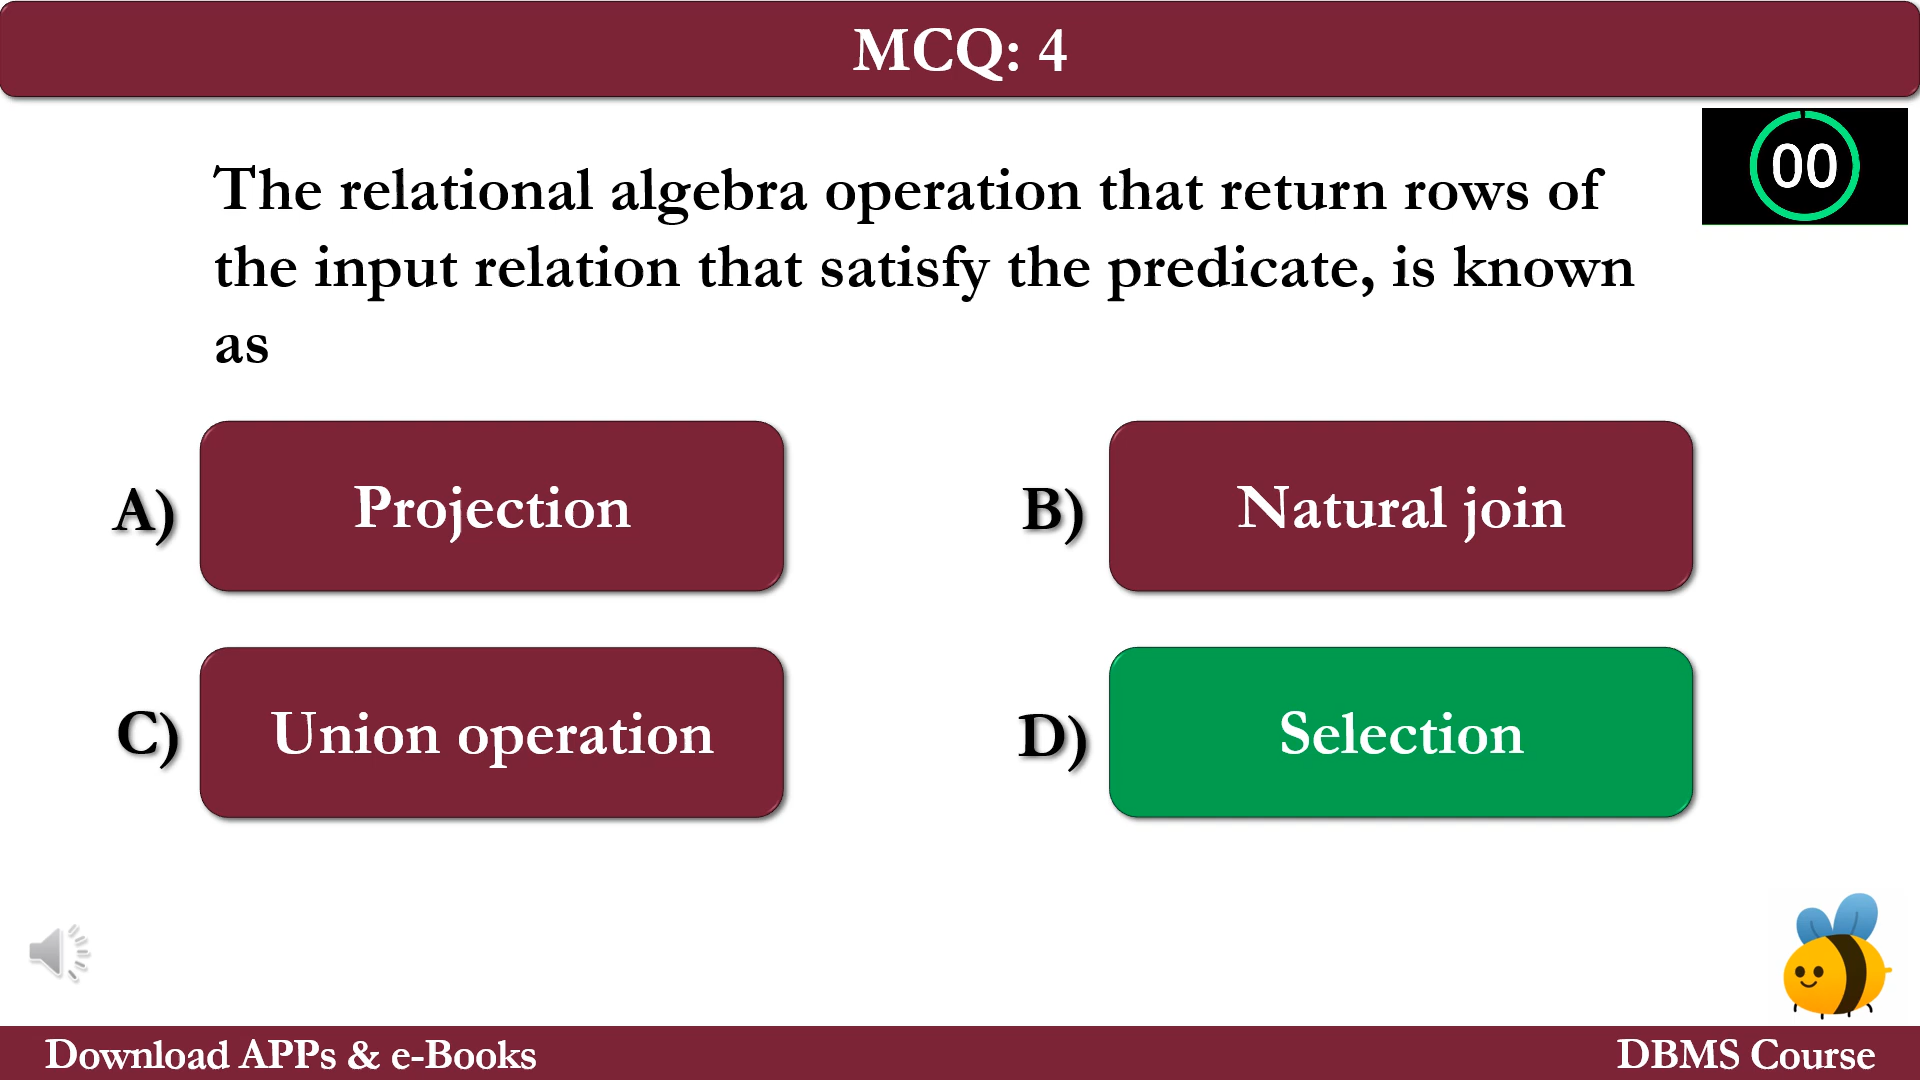 MCQ: 4
00
The relational algebra operation that return rows of
the input relation that satisfy the predicate, is known
as
A) Projection
B) Natural join
C) Union operation
D) Selection
Download APPs & e-Books
DBMS Course